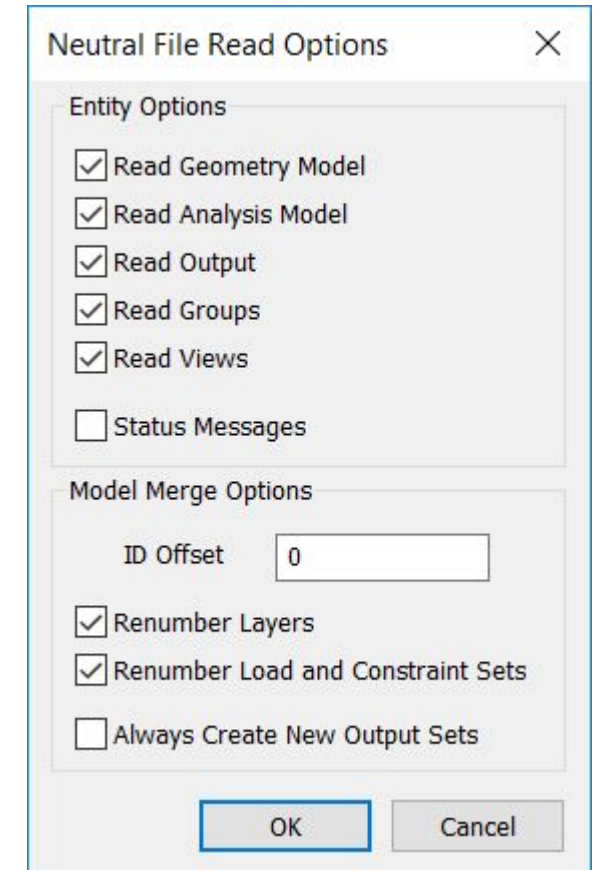 Neutral File Read Options
Entity Options
Read Geometry Model
Read Analysis Model
Read Output
Read Groups
Read Views
Status Messages
Model Merge Options
ID Offset 0
Renumber Layers
Renumber Load and Constraint Sets
Always Create New Output Sets
OK Cancel